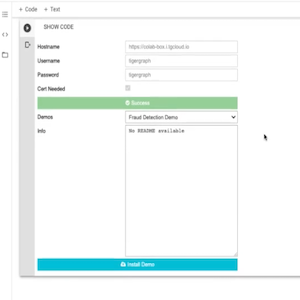 + Code + Text
SHOW CODE
Hostname https://colab-box.i.tgcloud.io
Username tigergraph
Password tigergraph
Cert Needed
Success
Demos Fraud Detection Demo
Info No README available
Install Demo